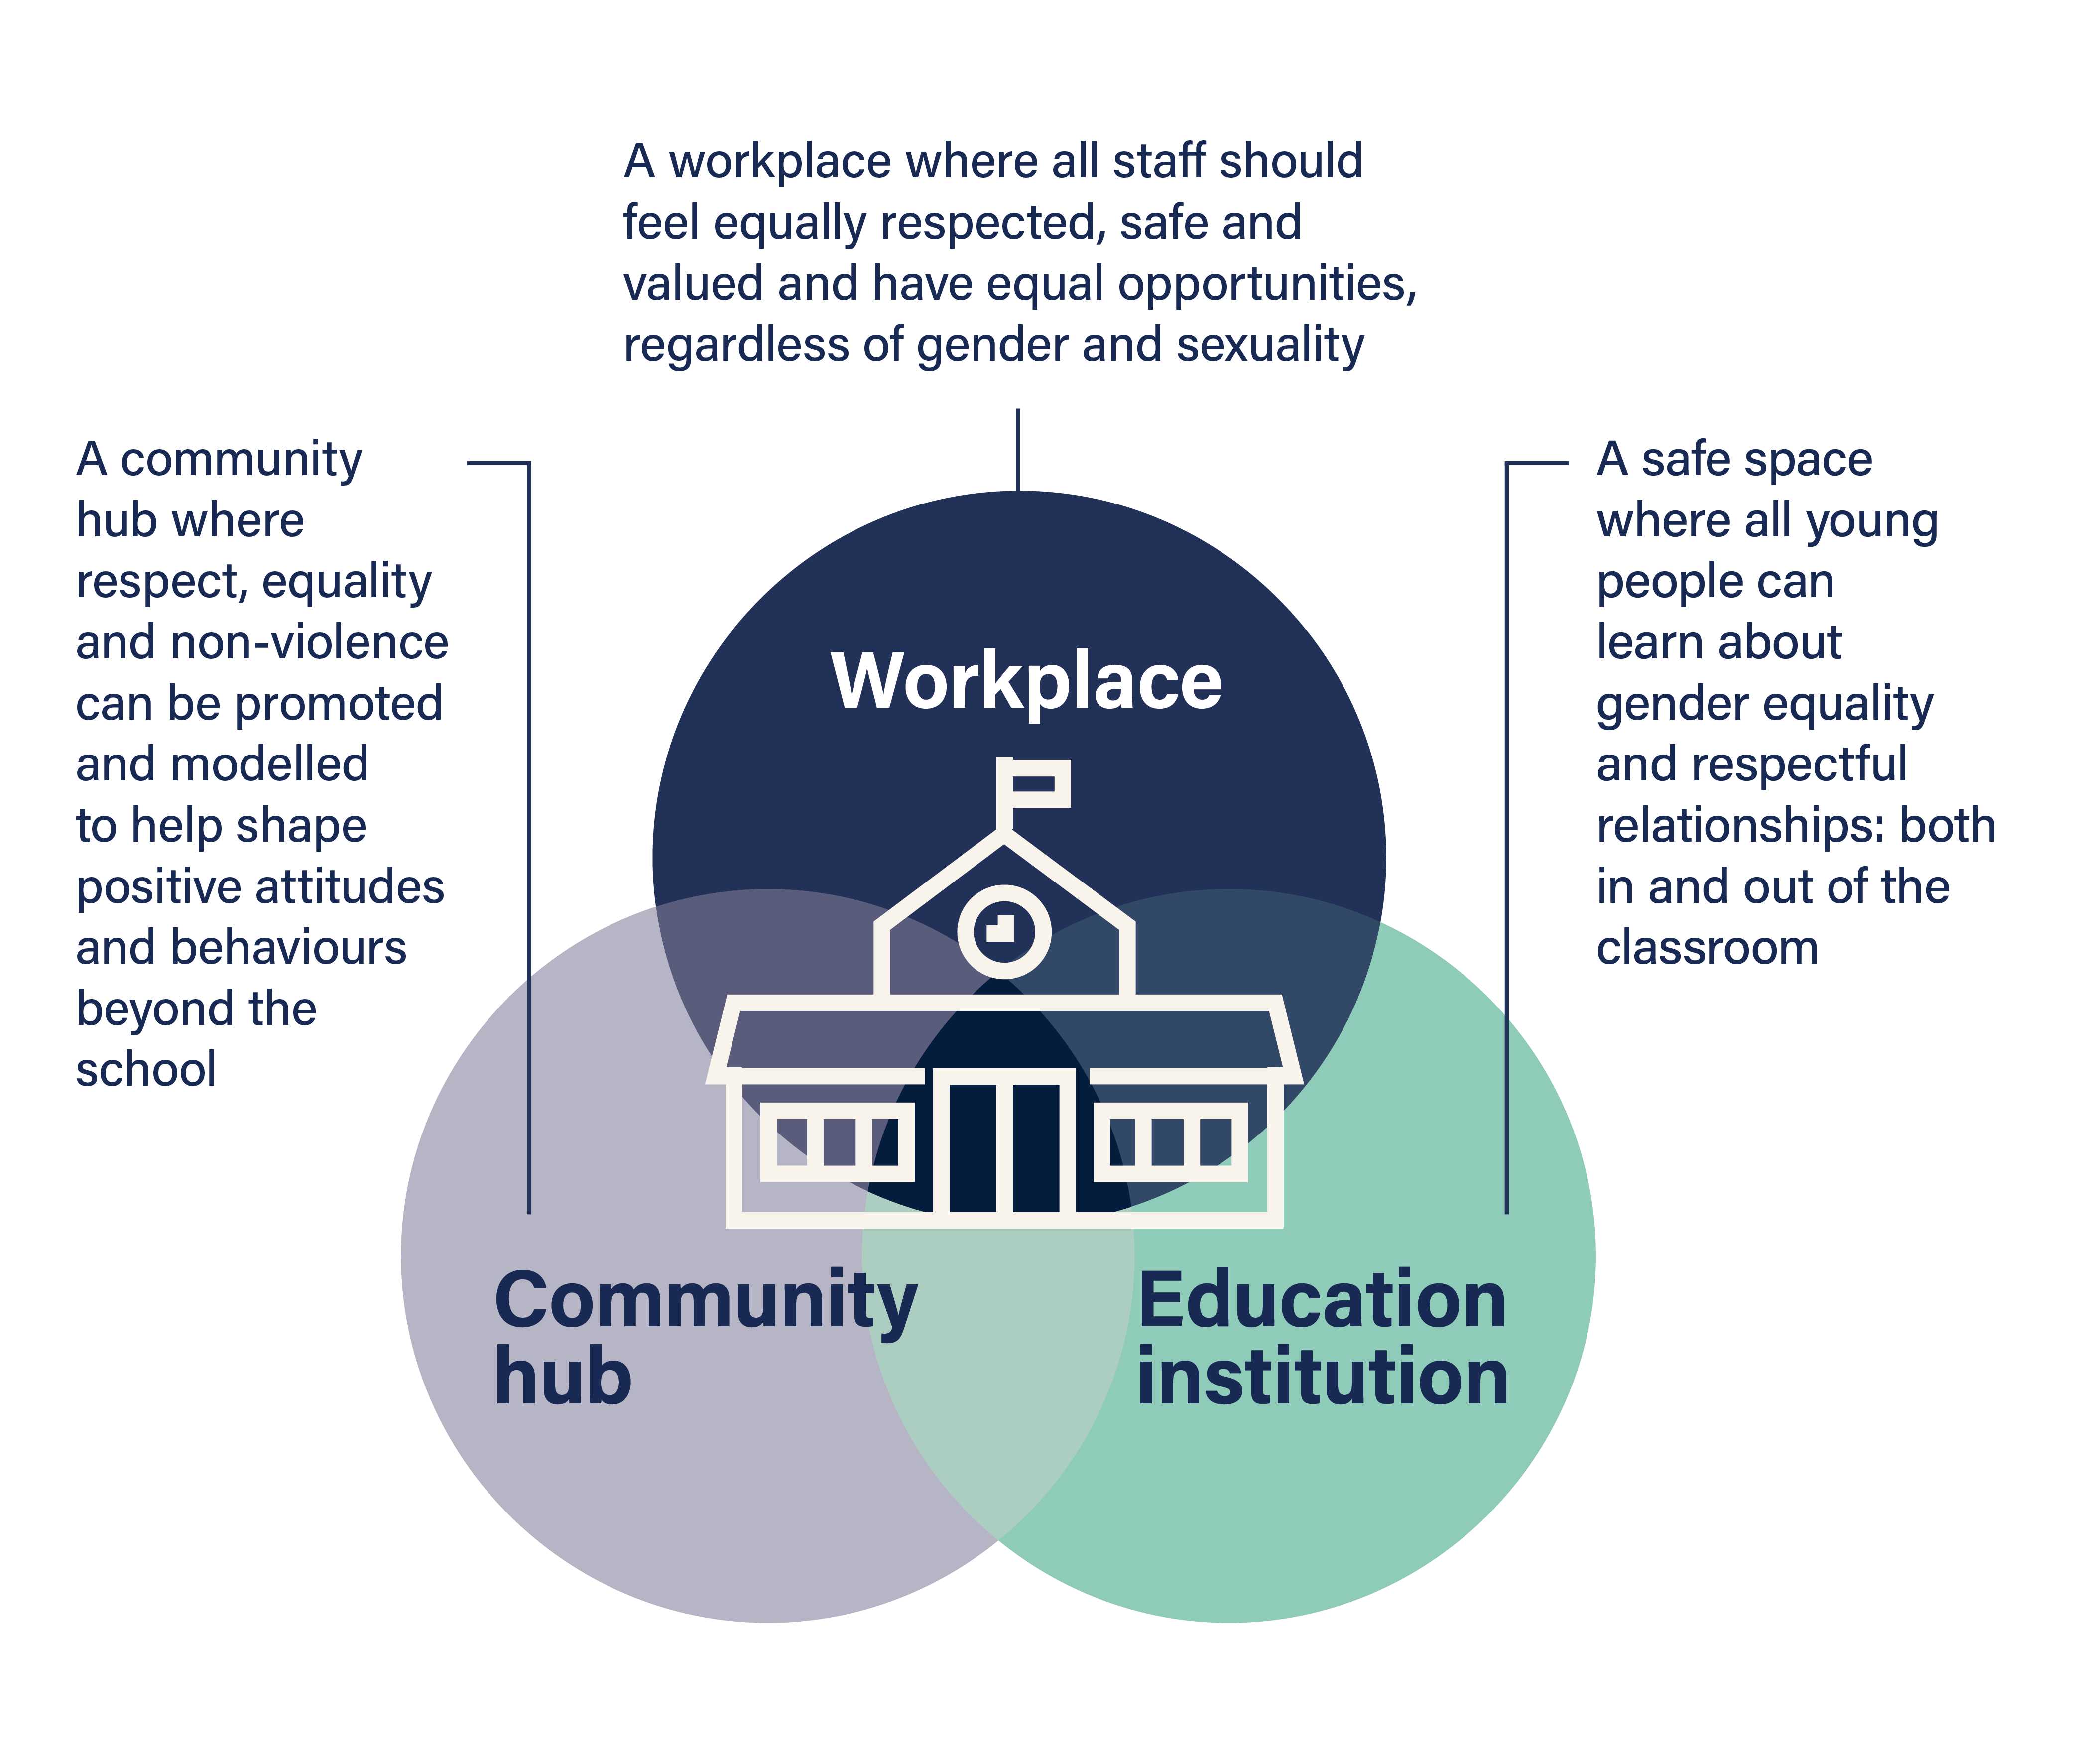 A workplace where all staff should
feel equally respected, safe and
valued and have equal opportunities,
regardless of gender and sexuality
A community
hub where
respect, equality
and non-violence
can be promoted
and modelled
to help shape
positive attitudes
and behaviours
beyond the
school
A safe space
where all young
people can
learn about
gender equality
and respectful
relationships: both
in and out of the
classroom
Workplace
Community
hub
Education
institution